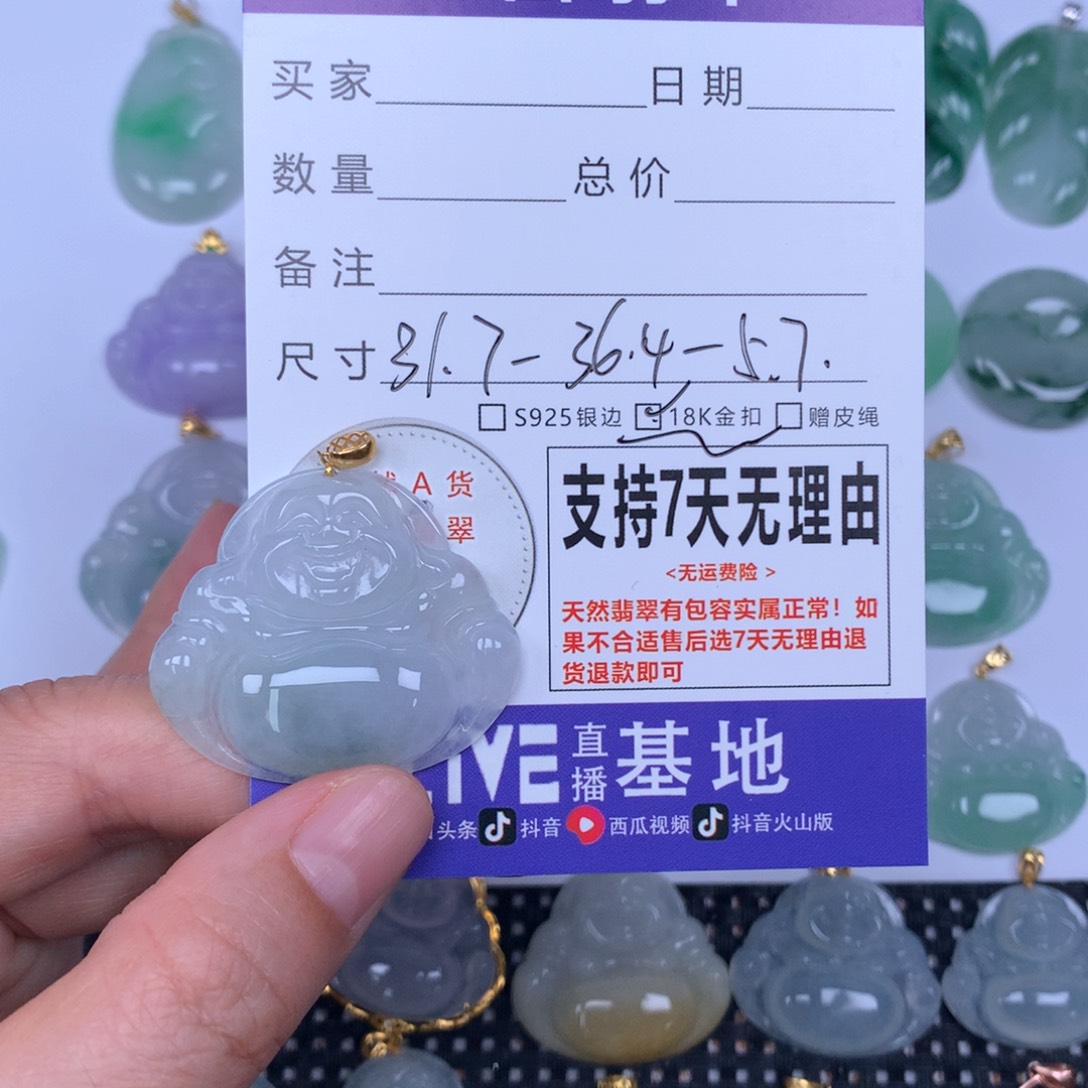 买家 日期
数量 总价
备注
尺寸 31.7-36.4-5.7.
S925银边 18K金扣 赠皮绳
A货
翠
支持7天无理由
<无运费险 >
天然翡翠有包容实属正常！如
果不合适售后选7天无理由退
货退款即可
LIVE 直播 基地
头条 抖音 西瓜视频 抖音火山版